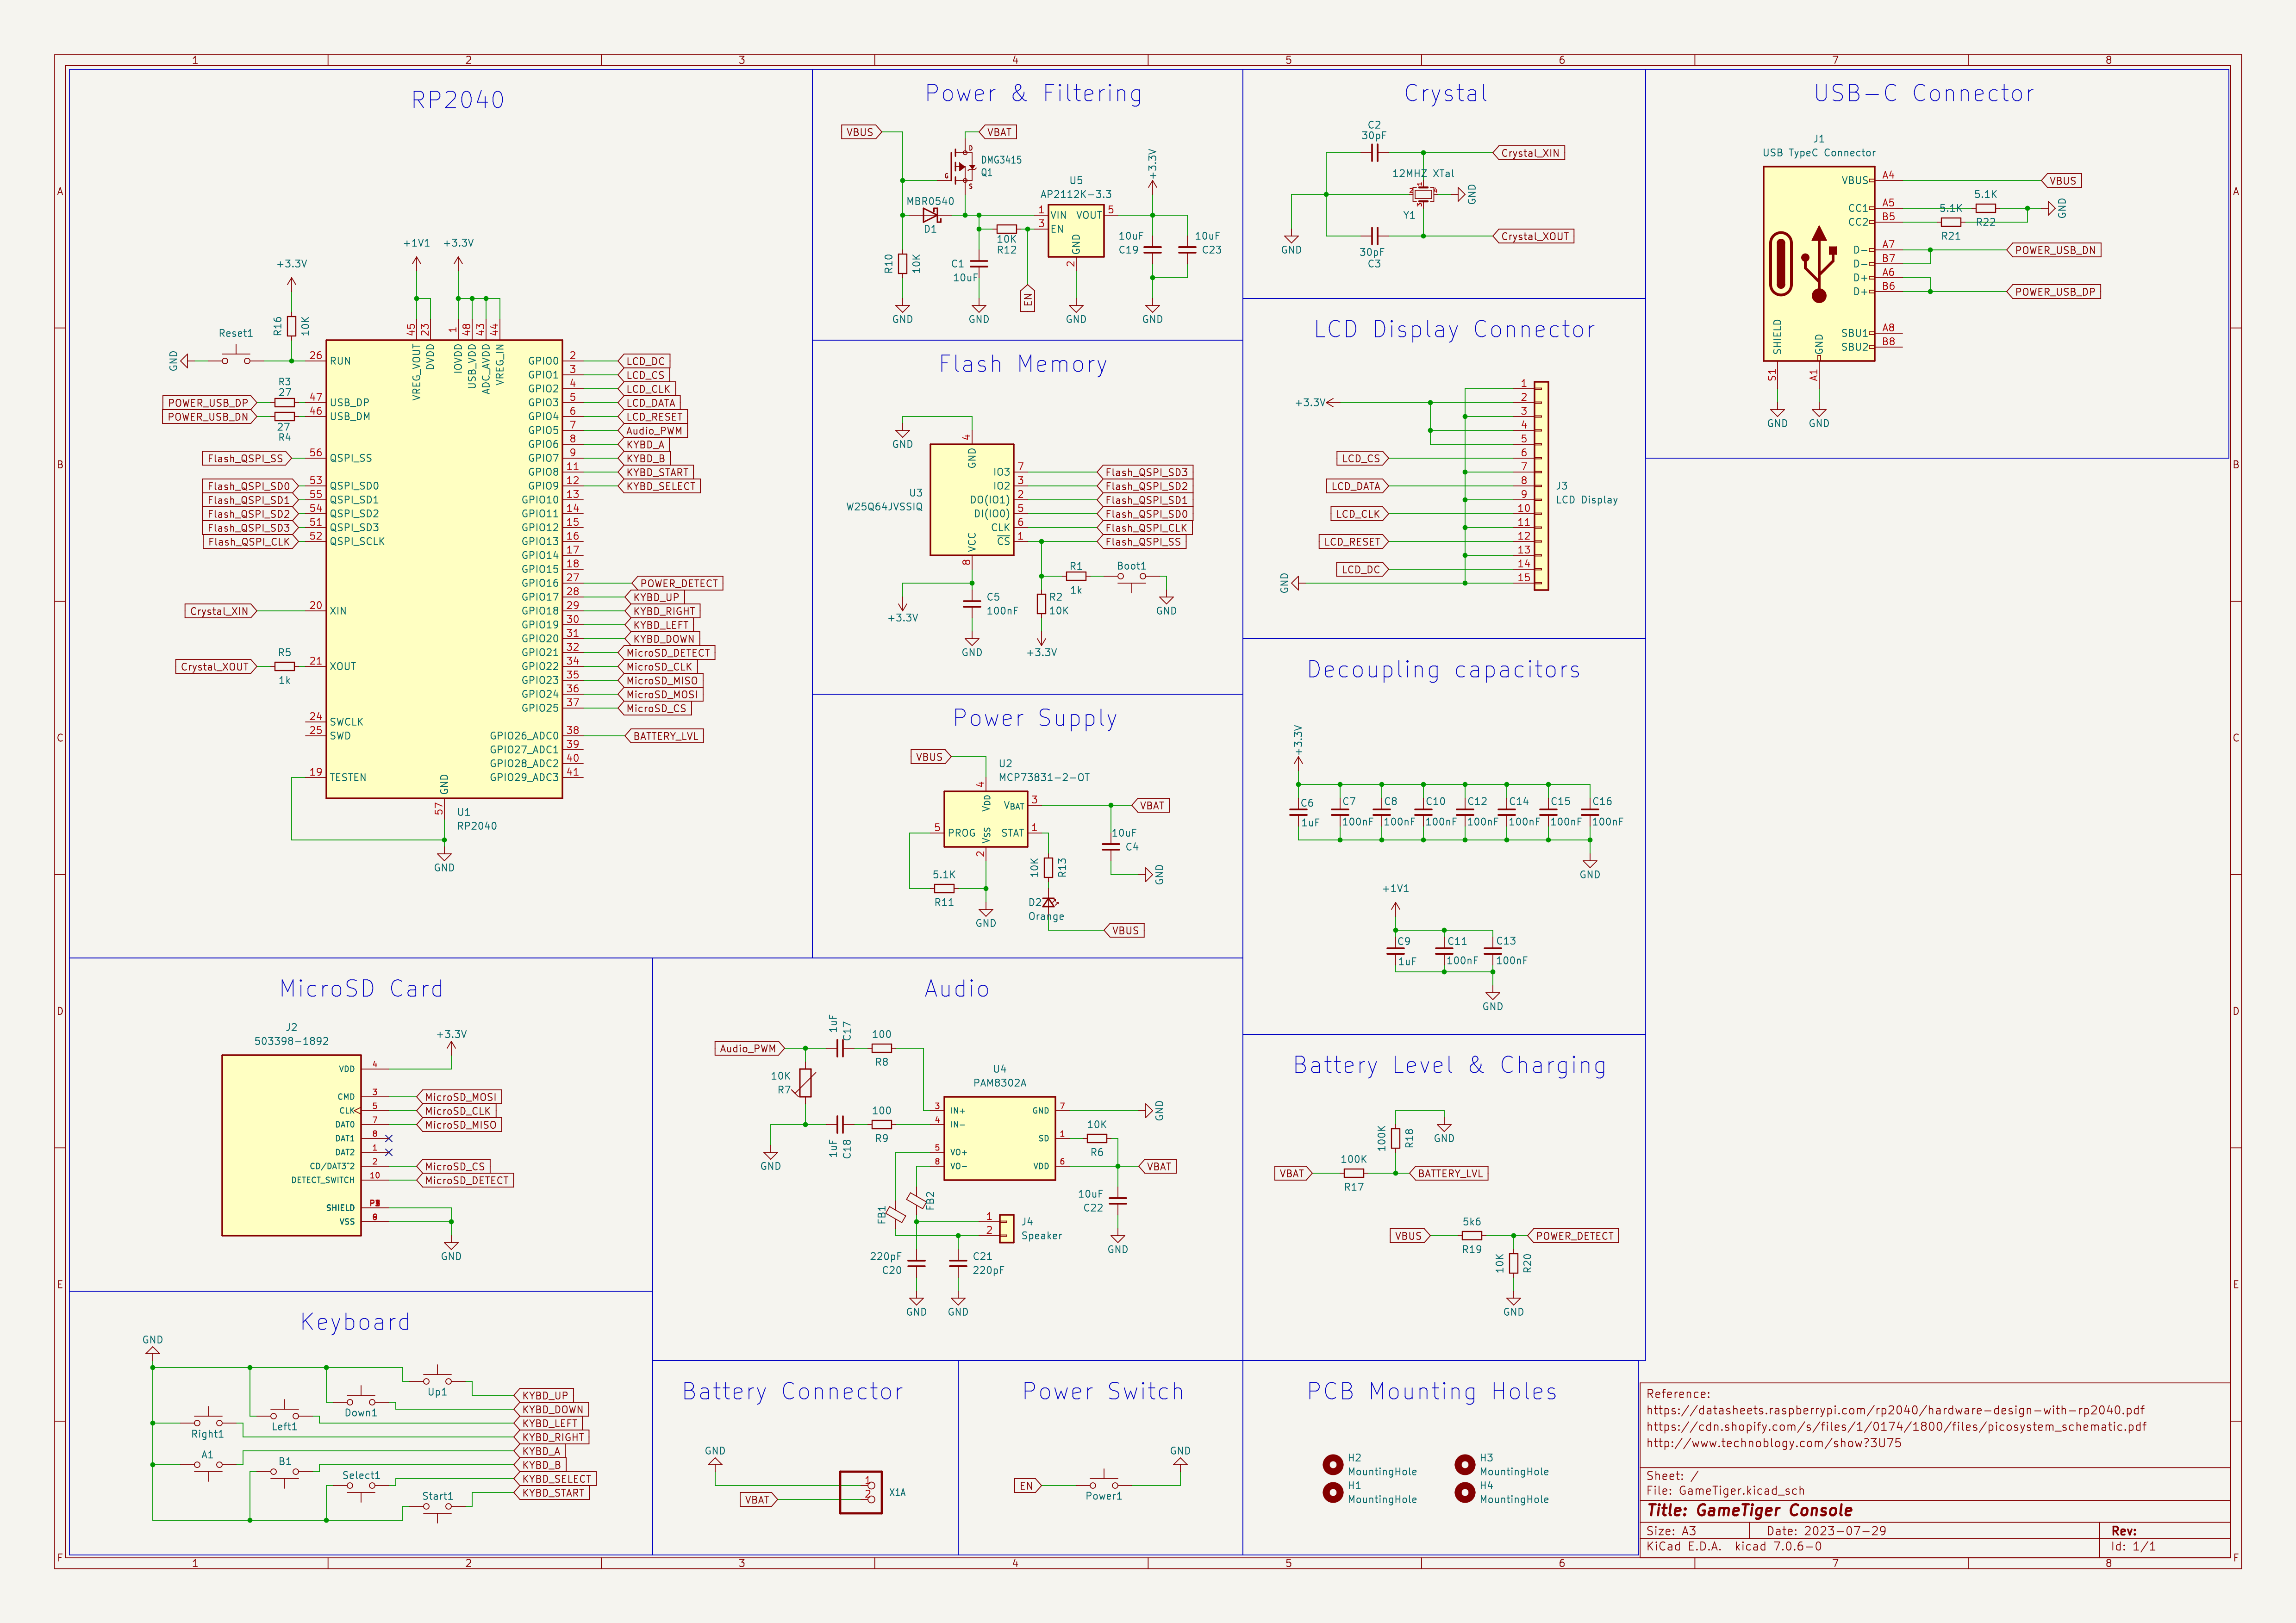 RP2040
+3.3V
+1V1
+3.3V
R16
10K
Reset1
GND
26 RUN
R3
27
POWER_USB_DP
47 USB_DP
POWER_USB_DN
46 USB_DM
27
R4
Flash_QSPI_SS
56 QSPI_SS
Flash_QSPI_SD0
53 QSPI_SD0
Flash_QSPI_SD1
55 QSPI_SD1
Flash_QSPI_SD2
54 QSPI_SD2
Flash_QSPI_SD3
51 QSPI_SD3
Flash_QSPI_CLK
52 QSPI_SCLK
Crystal_XIN
20 XIN
R5
Crystal_XOUT
21 XOUT
1k
24 SWCLK
25 SWD
19 TESTEN
45 VREG_VOUT
23 DVDD
1 IOVDD
48 USB_VDD
43 ADC_AVDD
44 VREG_IN
GPIO0 2 LCD_DC
GPIO1 3 LCD_CS
GPIO2 4 LCD_CLK
GPIO3 5 LCD_DATA
GPIO4 6 LCD_RESET
GPIO5 7 Audio_PWM
GPIO6 8 KYBD_A
GPIO7 9 KYBD_B
GPIO8 11 KYBD_START
GPIO9 12 KYBD_SELECT
GPIO10 13
GPIO11 14
GPIO12 15
GPIO13 16
GPIO14 17
GPIO15 18
GPIO16 27 POWER_DETECT
GPIO17 28 KYBD_UP
GPIO18 29 KYBD_RIGHT
GPIO19 30 KYBD_LEFT
GPIO20 31 KYBD_DOWN
GPIO21 32 MicroSD_DETECT
GPIO22 34 MicroSD_CLK
GPIO23 35 MicroSD_MISO
GPIO24 36 MicroSD_MOSI
GPIO25 37 MicroSD_CS
GPIO26_ADC0 38 BATTERY_LVL
GPIO27_ADC1 39
GPIO28_ADC2 40
GPIO29_ADC3 41
GND
57
U1
RP2040
GND
Power & Filtering
VBUS
VBAT
D
G
S
DMG3415
Q1
MBR0540
D1
R10
10K
C1
10uF
10K
R12
EN
U5
AP2112K-3.3
1 VIN
VOUT 5
3 EN
GND
2
+3.3V
10uF
C19
10uF
C23
GND
GND
GND
GND
Crystal
C2
30pF
Crystal_XIN
12MHZ XTal
GND
Y1
Crystal_XOUT
30pF
C3
GND
USB-C Connector
J1
USB TypeC Connector
VBUS A4
VBUS
CC1 A5
5.1K
R22
CC2 B5
5.1K
R21
GND
D- A7
POWER_USB_DN
D- B7
D+ A6
D+ B6
POWER_USB_DP
SBU1 A8
SBU2 B8
SHIELD
GND
S1
A1
GND
GND
Flash Memory
GND
4
GND
U3
W25Q64JVSSIQ
IO3 7 Flash_QSPI_SD3
IO2 3 Flash_QSPI_SD2
DO(IO1) 2 Flash_QSPI_SD1
DI(IO0) 5 Flash_QSPI_SD0
CLK 6 Flash_QSPI_CLK
CS 1 Flash_QSPI_SS
VCC
8
R1
1k
Boot1
R2
10K
C5
100nF
+3.3V
GND
+3.3V
GND
LCD Display Connector
1
+3.3V
2
3
4
5
LCD_CS
6
7
LCD_DATA
8
9
LCD_CLK
10
11
LCD_RESET
12
13
LCD_DC
14
GND
15
J3
LCD Display
Power Supply
VBUS
U2
MCP73831-2-OT
4
VDD
VBAT 3
VBAT
5 PROG
VSS
STAT 1
2
10uF
C4
GND
5.1K
R11
GND
10K
R13
D2
Orange
VBUS
Decoupling capacitors
+3.3V
C6
1uF
C7
100nF
C8
100nF
C10
100nF
C12
100nF
C14
100nF
C15
100nF
C16
100nF
GND
+1V1
C9
1uF
C11
100nF
C13
100nF
GND
MicroSD Card
J2
503398-1892
+3.3V
VDD 4
CMD 3 MicroSD_MOSI
CLK 5 MicroSD_CLK
DAT0 7 MicroSD_MISO
DAT1 8
DAT2 1
CD/DAT3*2 2 MicroSD_CS
DETECT_SWITCH 10 MicroSD_DETECT
SHIELD
VSS
GND
Audio
Audio_PWM
1uF
C17
100
R8
10K
R7
1uF
C18
100
R9
GND
U4
PAM8302A
3 IN+
4 IN-
5 VO+
8 VO-
GND 7
GND
SD 1
10K
R6
VDD 6
VBAT
10uF
C22
GND
FB1
FB2
1
2
J4
Speaker
220pF
C20
C21
220pF
GND
GND
Battery Level & Charging
100K
R18
GND
VBAT
100K
R17
BATTERY_LVL
VBUS
5k6
R19
POWER_DETECT
10K
R20
GND
Keyboard
GND
Up1
KYBD_UP
Down1
KYBD_DOWN
Left1
KYBD_LEFT
Right1
KYBD_RIGHT
A1
KYBD_A
B1
KYBD_B
Select1
KYBD_SELECT
Start1
KYBD_START
Battery Connector
GND
1
2
VBAT
X1A
Power Switch
GND
EN
Power1
PCB Mounting Holes
H2
MountingHole
H3
MountingHole
H1
MountingHole
H4
MountingHole
Reference:
https://datasheets.raspberrypi.com/rp2040/hardware-design-with-rp2040.pdf
https://cdn.shopify.com/s/files/1/0174/1800/files/picosystem_schematic.pdf
http://www.technoblogy.com/show?3U75
Sheet: /
File: GameTiger.kicad_sch
Title: GameTiger Console
Size: A3
Date: 2023-07-29
Rev:
KiCad E.D.A. kicad 7.0.6-0
Id: 1/1
1 2 3 4 5 6 7 8
A B C D E F
A B C D E F
1 2 3 4 5 6 7 8